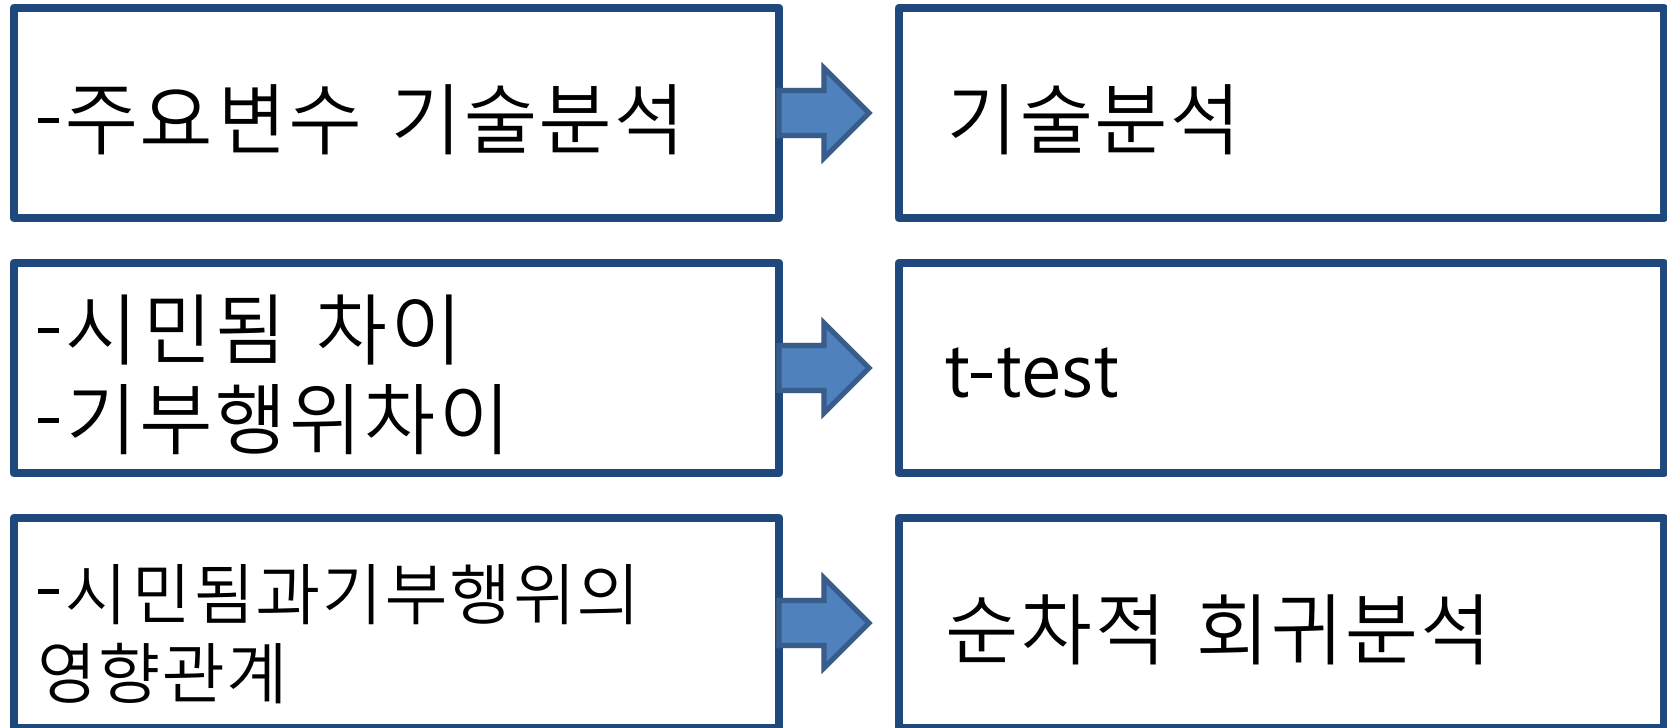 -주요변수 기술분석
기술분석
-시민됨 차이
-기부행위차이
t-test
-시민됨과기부행위의
영향관계
순차적 회귀분석